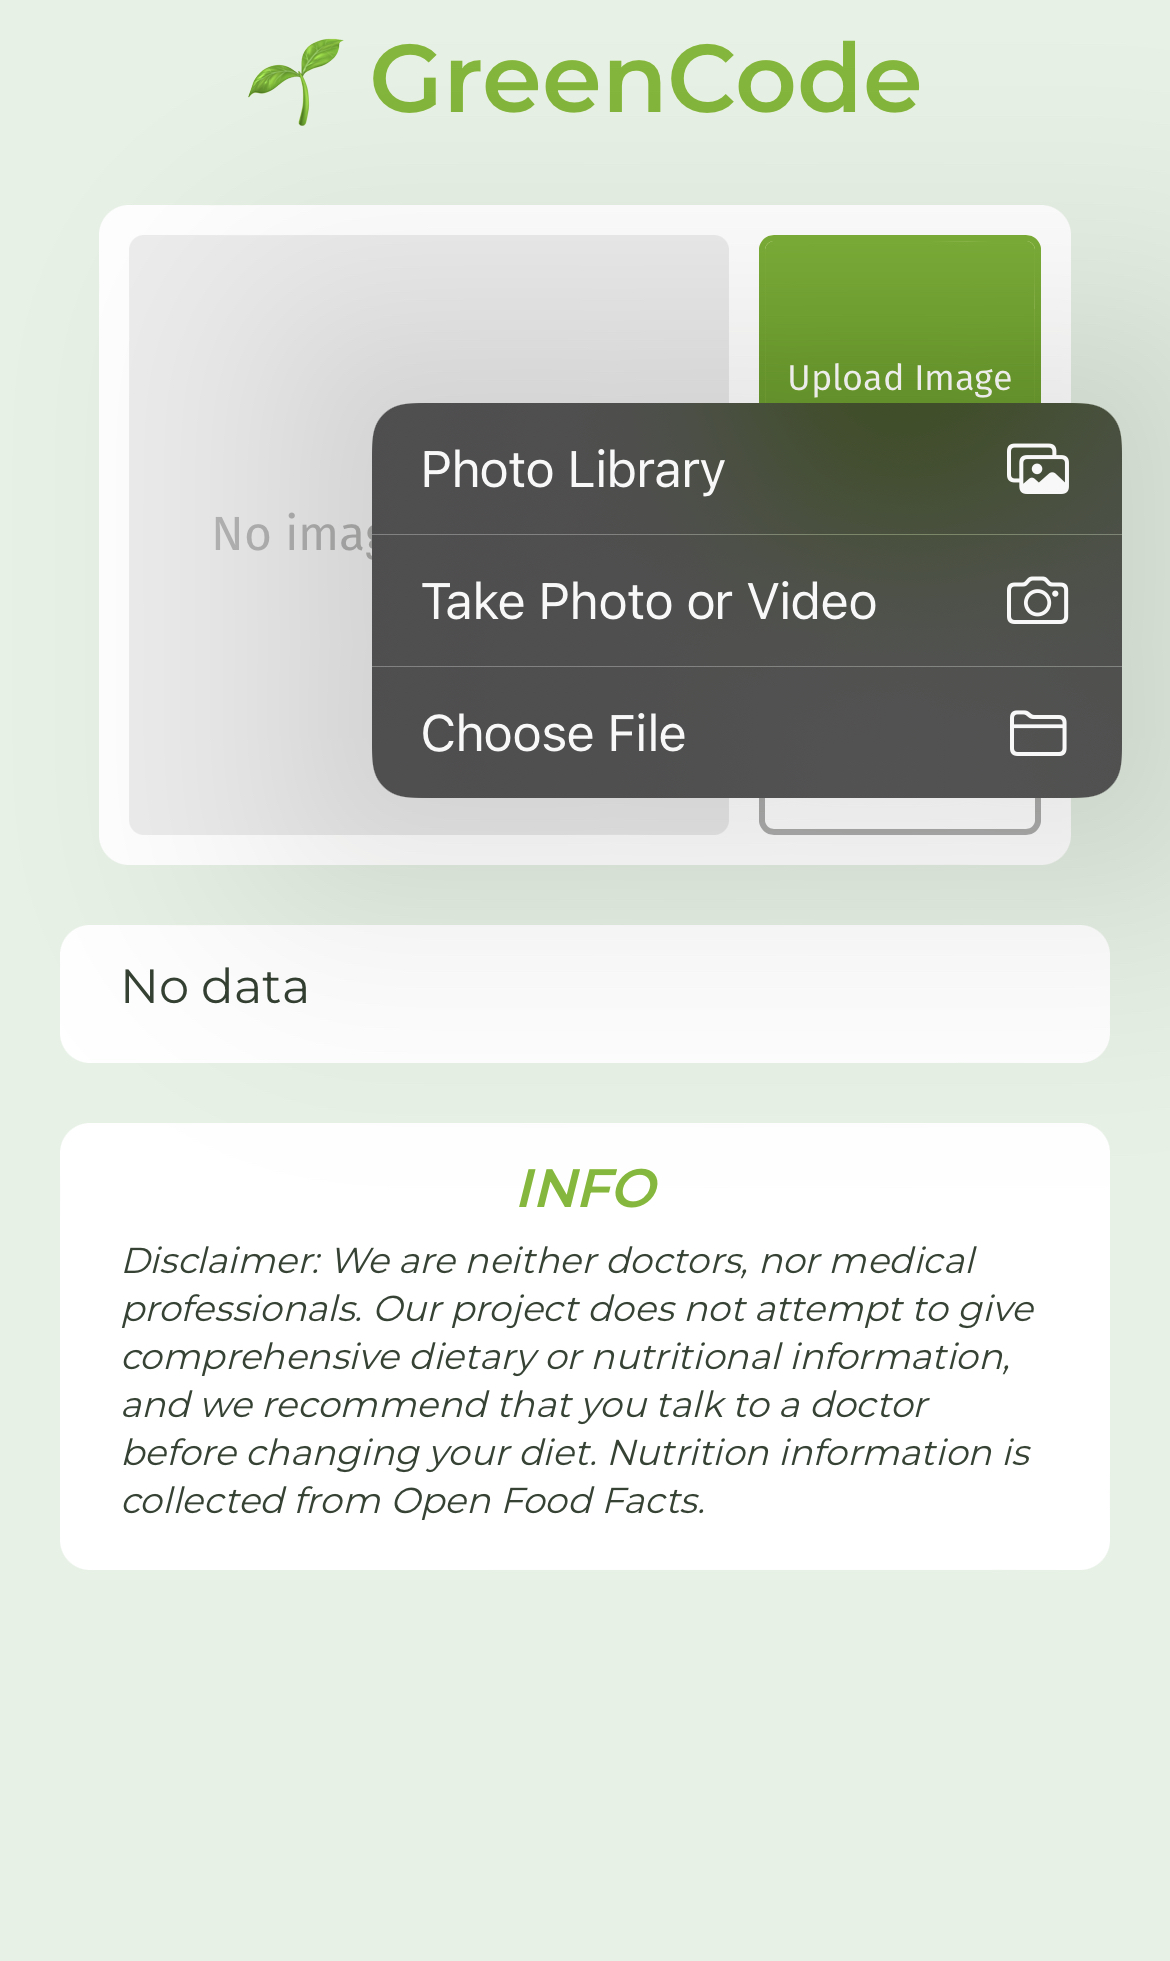 GreenCode
Upload Image
Photo Library
No
Take Photo or Video
Choose File
No data
INFO
Disclaimer: We are neither doctors, nor medical
professionals. Our project does not attempt to give
comprehensive dietary or nutritional information,
and we recommend that you talk to a doctor
before changing your diet. Nutrition information is
collected from Open Food Facts.